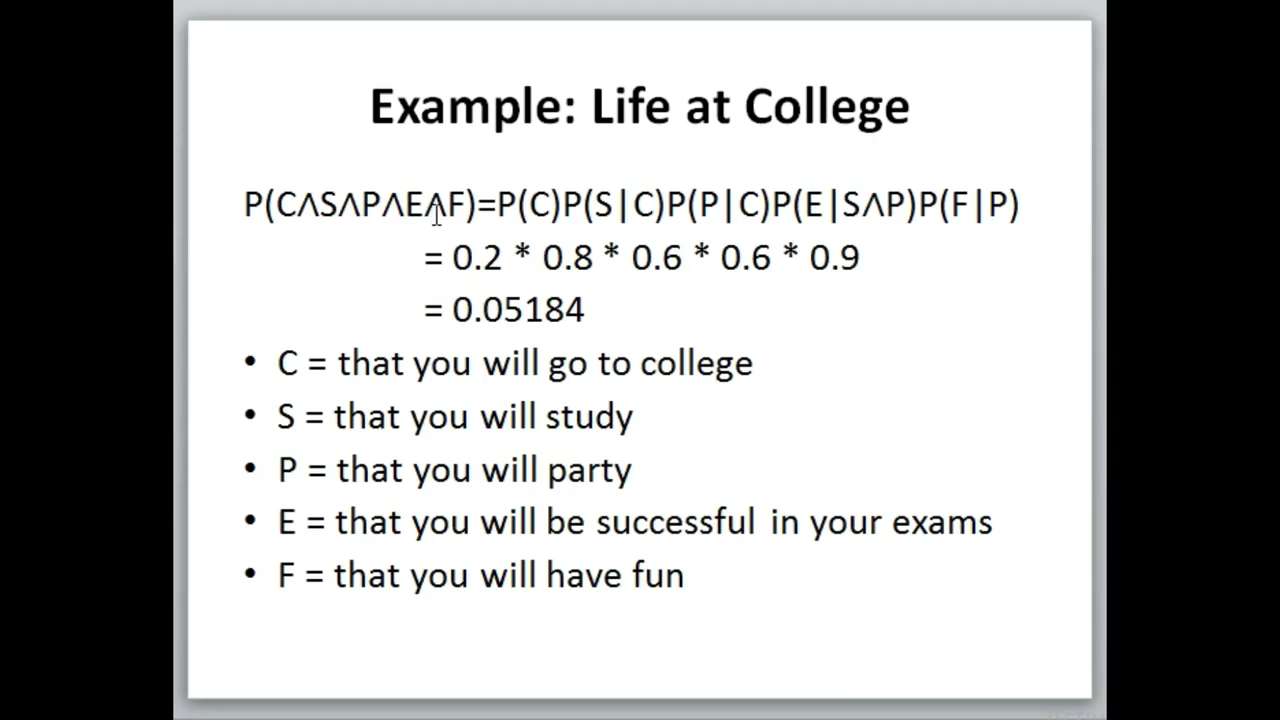 Example: Life at College
P(C∧S∧P∧E∧F)=P(C)P(S|C)P(P|C)P(E|S∧P)P(F|P)
= 0.2 * 0.8 * 0.6 * 0.6 * 0.9
= 0.05184
• C = that you will go to college
• S = that you will study
• P = that you will party
• E = that you will be successful in your exams
• F = that you will have fun